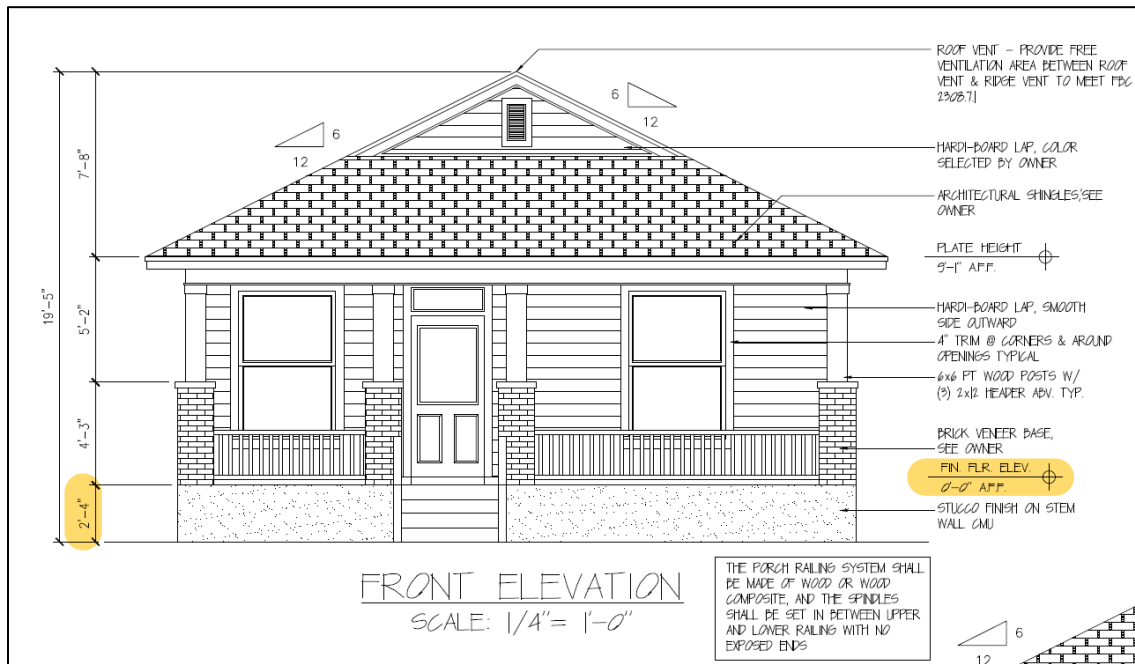 ROOF VENT - PROVIDE FREE
VENTILATION AREA BETWEEN ROOF
VENT & RIDGE VENT TO MEET FBC
2308.7.1
6
12
6
12
HARDI-BOARD LAP, COLOR
SELECTED BY OWNER
ARCHITECTURAL SHINGLES, SEE
OWNER
PLATE HEIGHT
9'-1" A.F.F.
HARDI-BOARD LAP, SMOOTH
SIDE OUTWARD
4" TRIM @ CORNERS & AROUND
OPENINGS TYPICAL
6x6 PT WOOD POSTS W/
(3) 2x12 HEADER ABV. TYP.
BRICK VENEER BASE,
SEE OWNER
FIN. FLR. ELEV.
0'-0" A.F.F.
STUCCO FINISH ON STEM
WALL CMU
19'-5"
7'-8"
5'-2"
4'-3"
2'-4"
FRONT ELEVATION
SCALE: 1/4"= 1'-0"
THE PORCH RAILING SYSTEM SHALL
BE MADE OF WOOD OR WOOD
COMPOSITE, AND THE SPINDLES
SHALL BE SET IN BETWEEN UPPER
AND LOWER RAILING WITH NO
EXPOSED ENDS
6
12